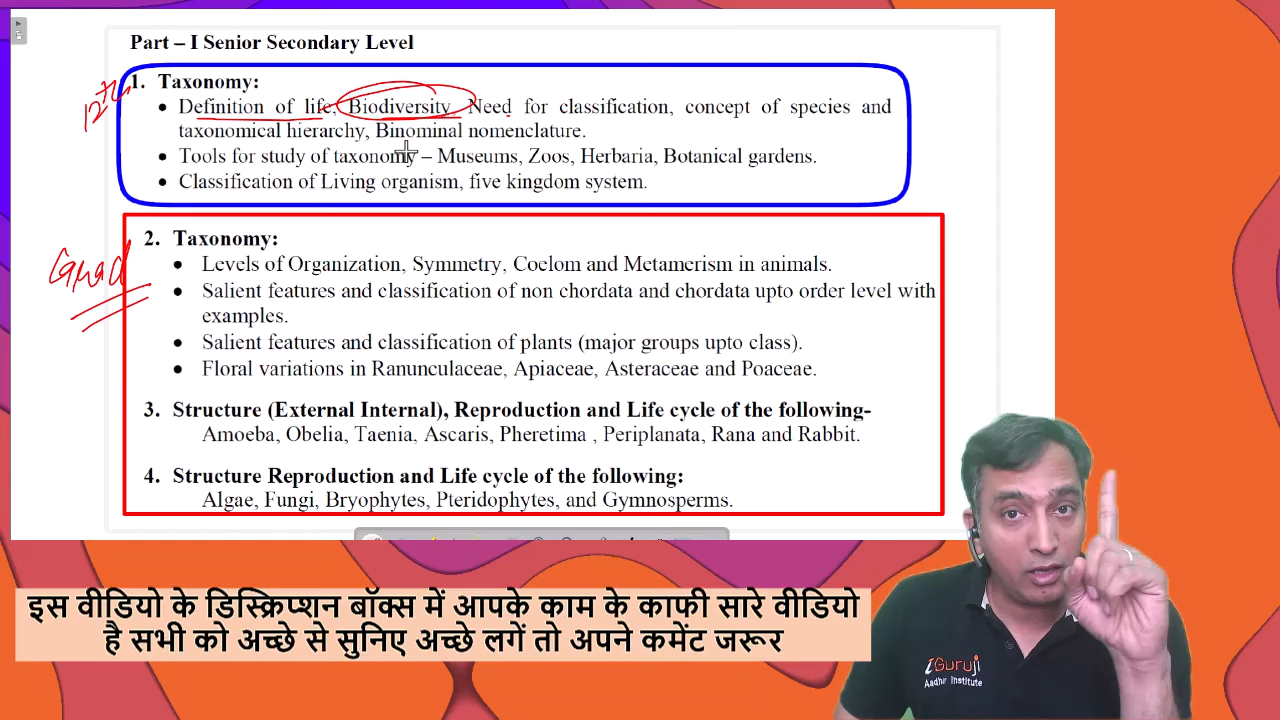 Part – I Senior Secondary Level
12th
1. Taxonomy:
• Definition of life, Biodiversity, Need for classification, concept of species and
taxonomical hierarchy, Binominal nomenclature.
• Tools for study of taxonomy – Museums, Zoos, Herbaria, Botanical gardens.
• Classification of Living organism, five kingdom system.
Grad
2. Taxonomy:
• Levels of Organization, Symmetry, Coelom and Metamerism in animals.
• Salient features and classification of non chordata and chordata upto order level with
examples.
• Salient features and classification of plants (major groups upto class).
• Floral variations in Ranunculaceae, Apiaceae, Asteraceae and Poaceae.
3. Structure (External Internal), Reproduction and Life cycle of the following-
Amoeba, Obelia, Taenia, Ascaris, Pheretima , Periplanata, Rana and Rabbit.
4. Structure Reproduction and Life cycle of the following:
Algae, Fungi, Bryophytes, Pteridophytes, and Gymnosperms.
इस वीडियो के डिस्क्रिप्शन बॉक्स में आपके काम के काफी सारे वीडियो
है सभी को अच्छे से सुनिए अच्छे लगें तो अपने कमेंट जरूर
iGuruji
Aadhar Institute